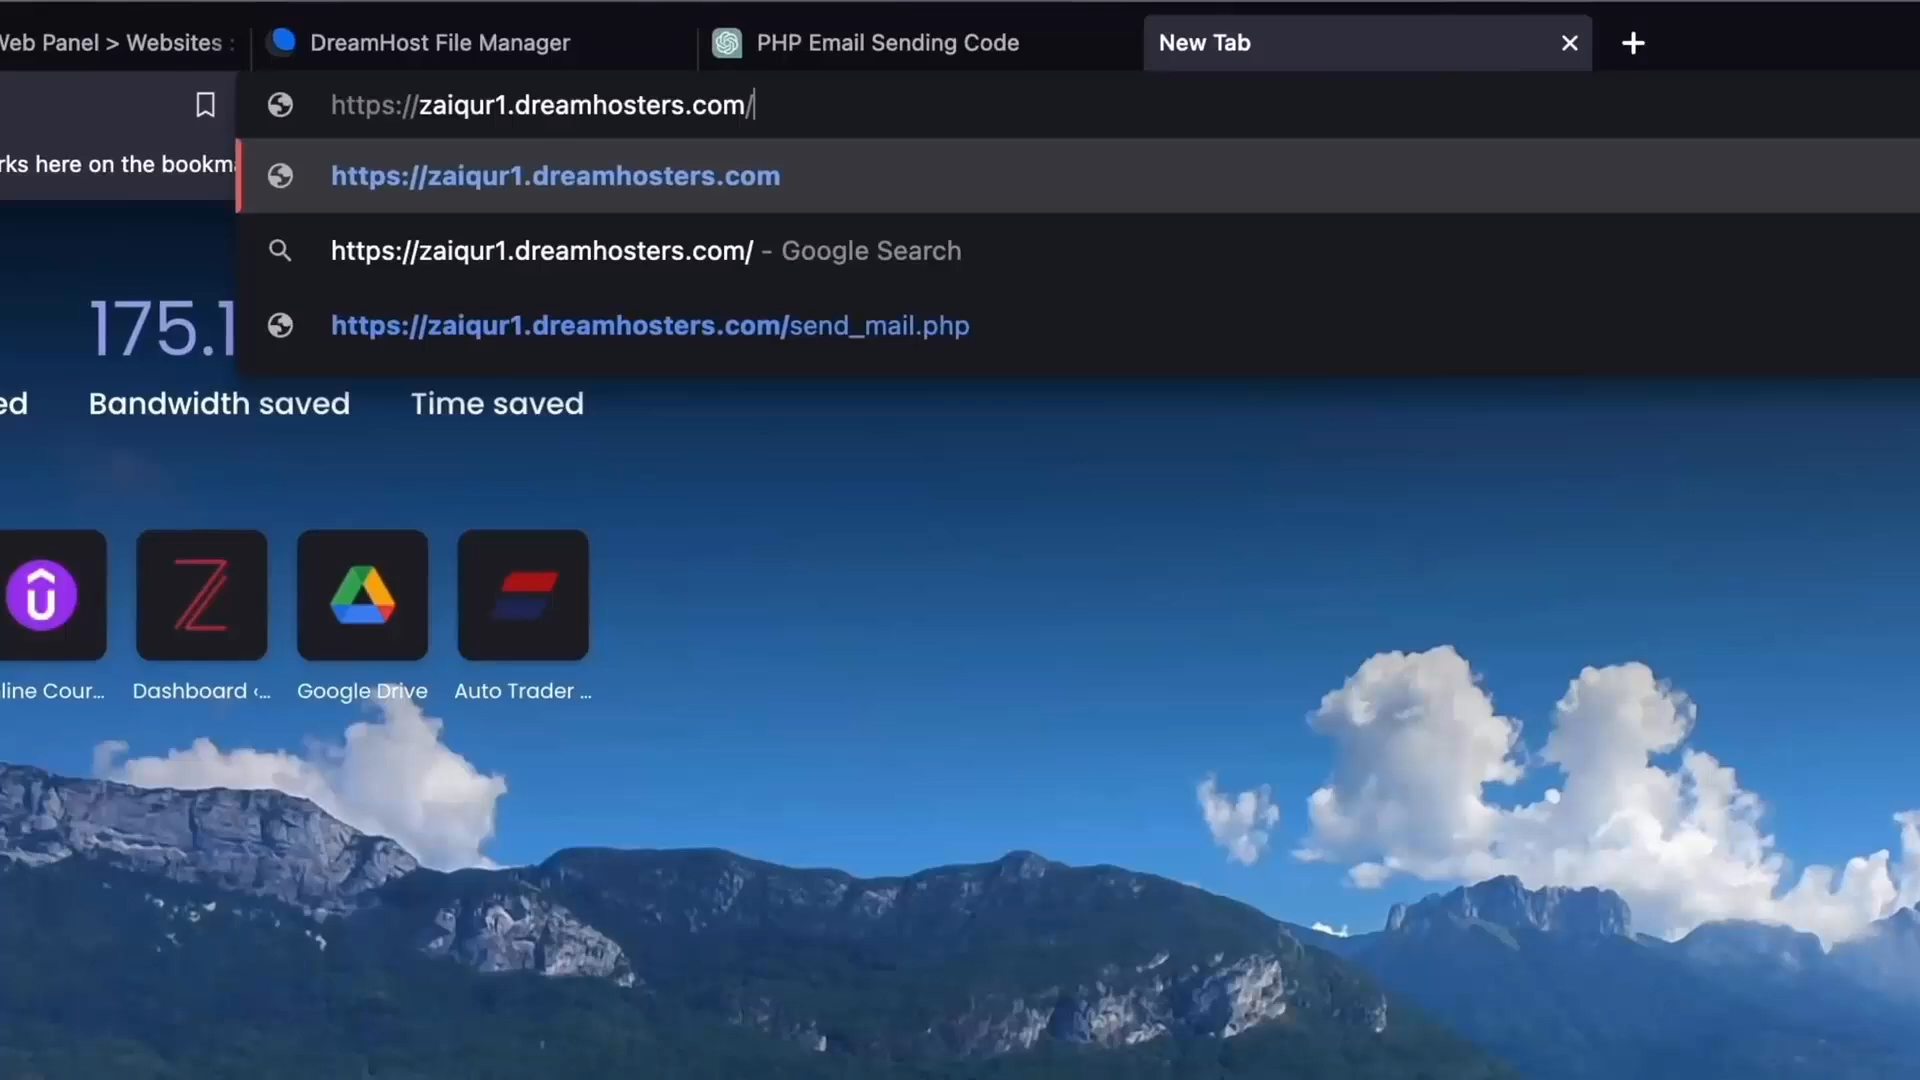 Web Panel > Websites :
DreamHost File Manager
PHP Email Sending Code
New Tab
https://zaiqur1.dreamhosters.com/
rks here on the bookma
https://zaiqur1.dreamhosters.com
https://zaiqur1.dreamhosters.com/ - Google Search
https://zaiqur1.dreamhosters.com/send_mail.php
175.1
ed
Bandwidth saved
Time saved
line Cour...
Dashboard ‹...
Google Drive
Auto Trader ...